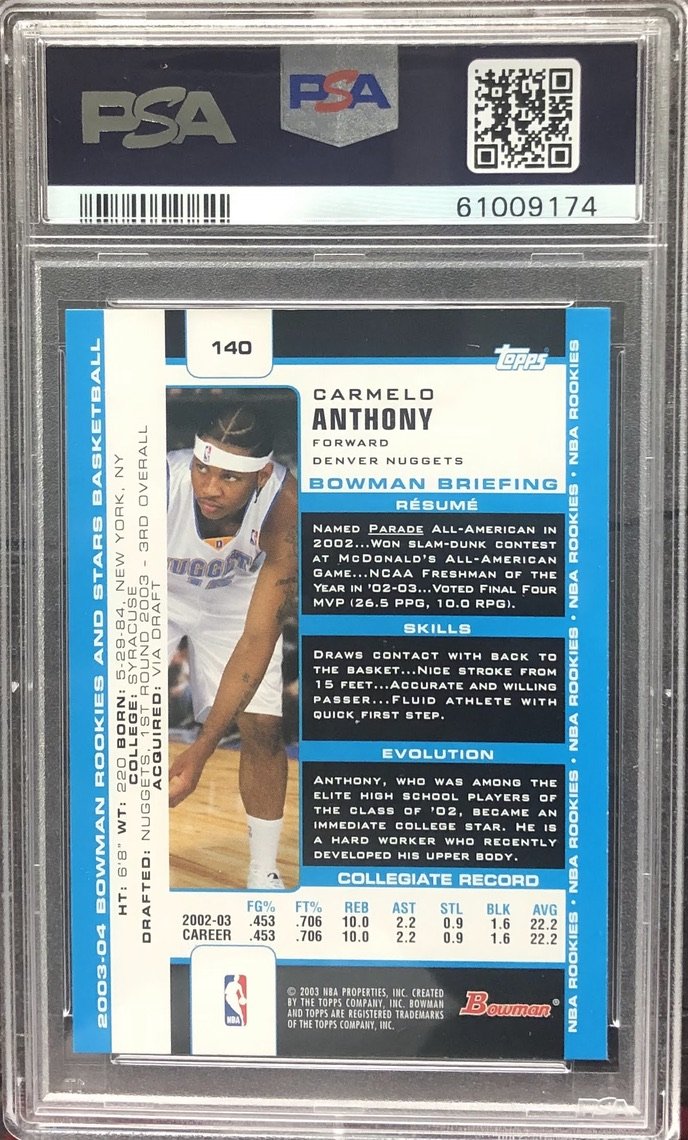 PSA
PSA
61009174
2003-04 BOWMAN ROOKIES AND STARS BASKETBALL
HT: 6'8" WT: 220 BORN: 5-29-84, NEW YORK, NY
COLLEGE: SYRACUSE
DRAFTED: NUGGETS, 1ST ROUND 2003 - 3RD OVERALL
ACQUIRED: VIA DRAFT
140
Topps
CARMELO
ANTHONY
FORWARD
DENVER NUGGETS
BOWMAN BRIEFING
RÉSUMÉ
NAMED PARADE ALL-AMERICAN IN
2002...WON SLAM-DUNK CONTEST
AT MCDONALD'S ALL-AMERICAN
GAME...NCAA FRESHMAN OF THE
YEAR IN '02-03...VOTED FINAL FOUR
MVP (26.5 PPG, 10.0 RPG).
SKILLS
DRAWS CONTACT WITH BACK TO
THE BASKET...NICE STROKE FROM
15 FEET...ACCURATE AND WILLING
PASSER...FLUID ATHLETE WITH
QUICK FIRST STEP.
EVOLUTION
ANTHONY, WHO WAS AMONG THE
ELITE HIGH SCHOOL PLAYERS OF
THE CLASS OF '02, BECAME AN
IMMEDIATE COLLEGE STAR. HE IS
A HARD WORKER WHO RECENTLY
DEVELOPED HIS UPPER BODY.
COLLEGIATE RECORD
FG% FT% REB AST STL BLK AVG
2002-03 .453 .706 10.0 2.2 0.9 1.6 22.2
CAREER .453 .706 10.0 2.2 0.9 1.6 22.2
NBA
© 2003 NBA PROPERTIES, INC. CREATED
BY THE TOPPS COMPANY, INC. BOWMAN
AND TOPPS ARE REGISTERED TRADEMARKS
OF THE TOPPS COMPANY, INC.
Bowman®
NBA ROOKIES • NBA ROOKIES • NBA ROOKIES • NBA ROOKIES • NBA ROOKIES
NUGGETS
PSA